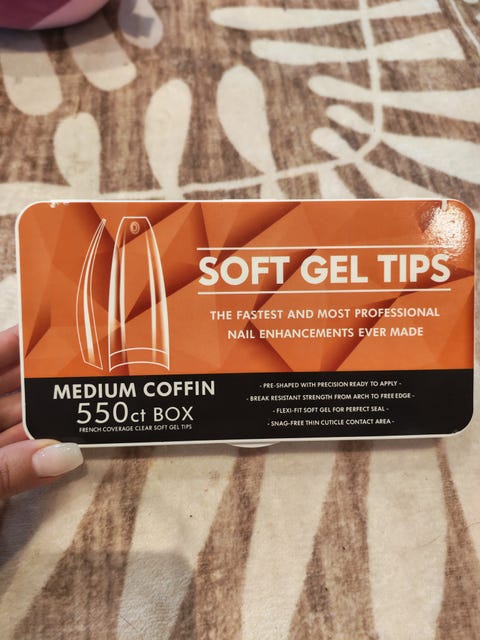 SOFT GEL TIPS
THE FASTEST AND MOST PROFESSIONAL
NAIL ENHANCEMENTS EVER MADE
MEDIUM COFFIN
550CT BOX
FRENCH COVERAGE CLEAR SOFT GEL TIPS
- PRE-SHAPED WITH PRECISION READY TO APPLY -
- BREAK RESISTANT STRENGTH FROM ARCH TO FREE EDGE -
- FLEXI-FIT SOFT GEL FOR PERFECT SEAL -
- SNAG-FREE THIN CUTICLE CONTACT AREA -